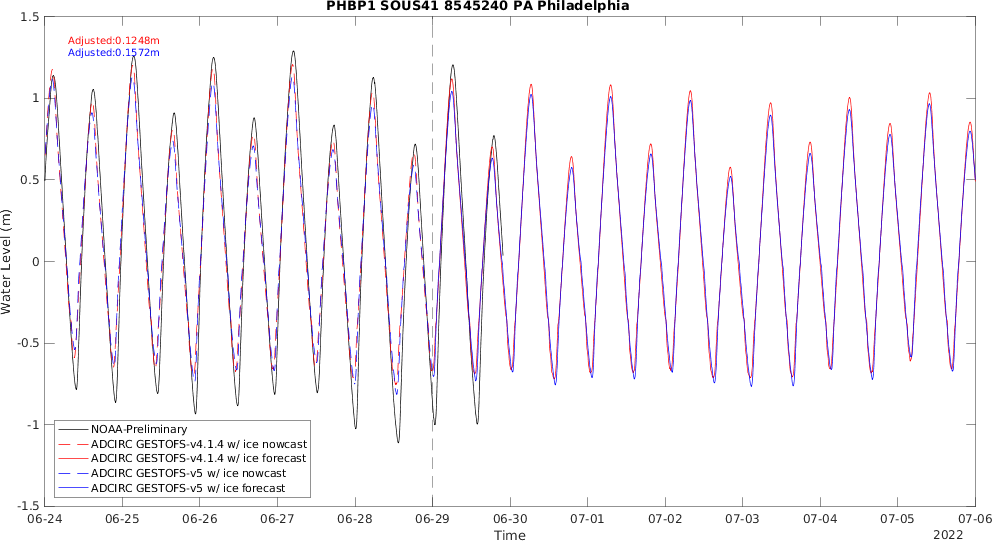 PHBP1 SOUS41 8545240 PA Philadelphia
1.5
Adjusted:0.1248m
Adjusted:0.1572m
1
0.5
0
-0.5
-1
-1.5
Water Level (m)
NOAA-Preliminary
ADCIRC GESTOFS-v4.1.4 w/ ice nowcast
ADCIRC GESTOFS-v4.1.4 w/ ice forecast
ADCIRC GESTOFS-v5 w/ ice nowcast
ADCIRC GESTOFS-v5 w/ ice forecast
06-24 06-25 06-26 06-27 06-28 06-29 06-30 07-01 07-02 07-03 07-04 07-05 07-06
Time
2022